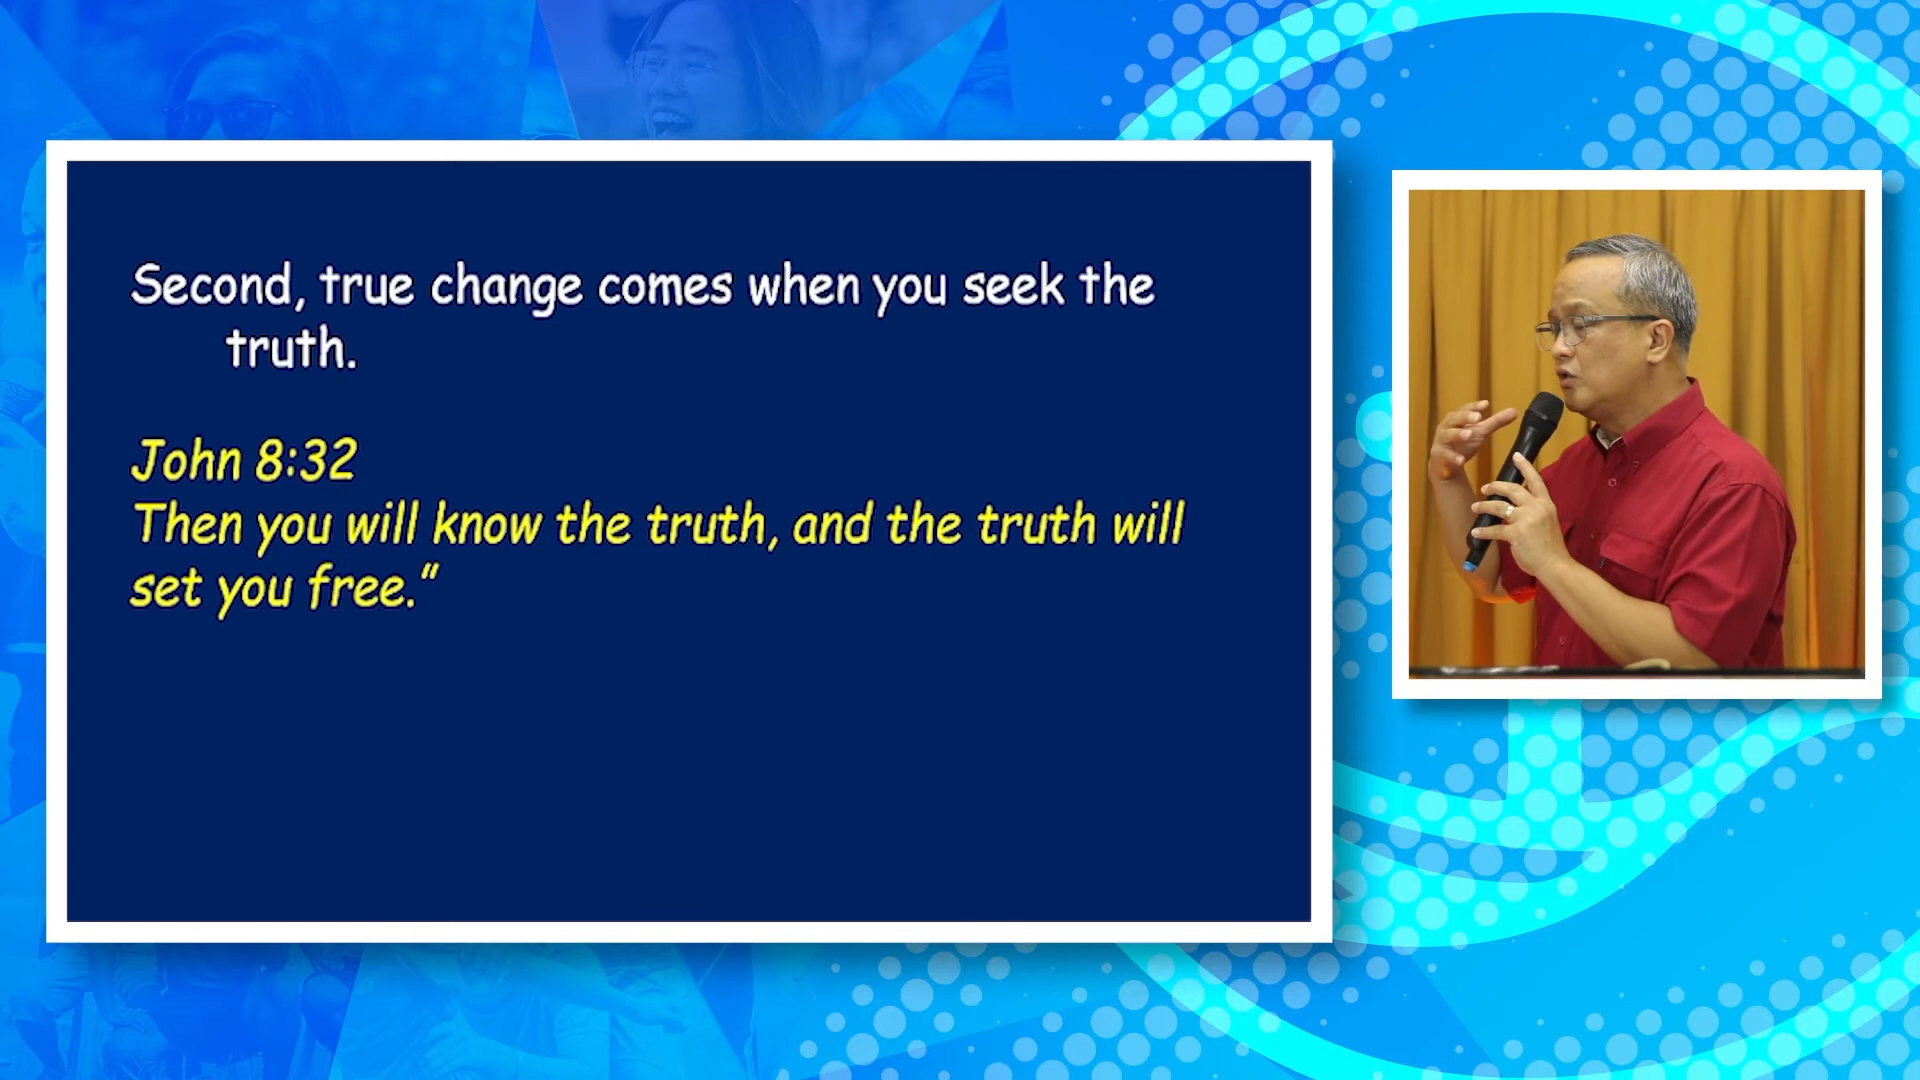 Second, true change comes when you seek the
truth.
John 8:32
Then you will know the truth, and the truth will
set you free.”